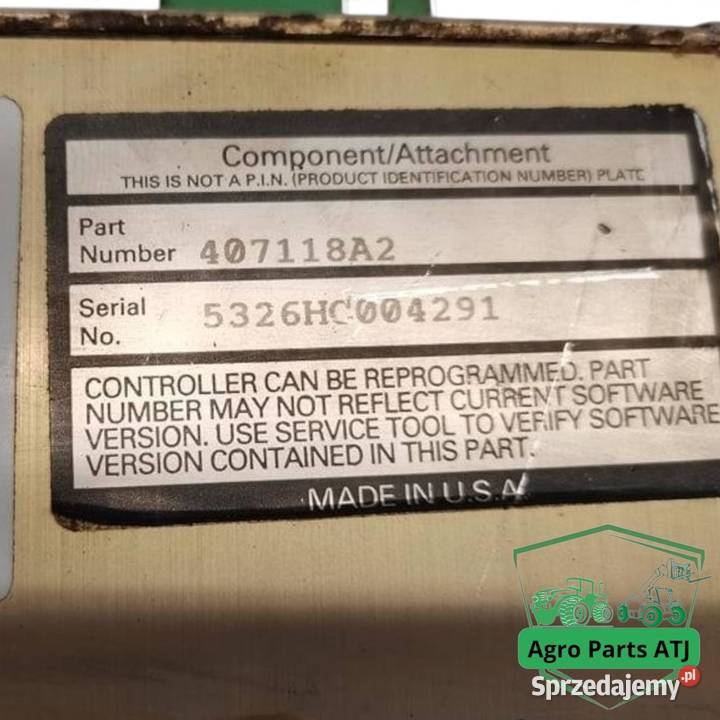 Component/Attachment
THIS IS NOT A P.I.N. (PRODUCT IDENTIFICATION NUMBER) PLATE
Part
Number 407118A2
Serial
No. 5326HC004291
CONTROLLER CAN BE REPROGRAMMED. PART
NUMBER MAY NOT REFLECT CURRENT SOFTWARE
VERSION. USE SERVICE TOOL TO VERIFY SOFTWARE
VERSION CONTAINED IN THIS PART.
MADE IN U.S.A.
Agro Parts ATJ
Sprzedajemy.pl